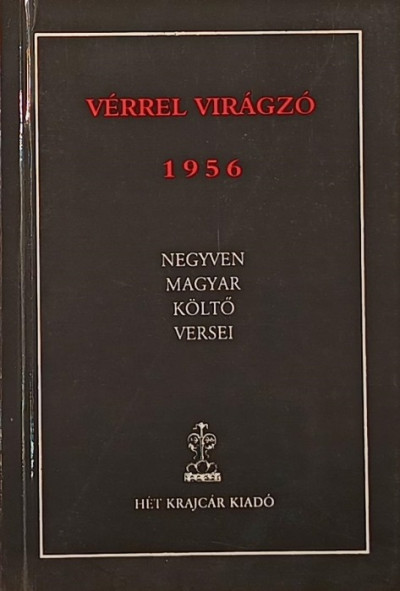 VÉRREL VIRÁGZÓ
1956
NEGYVEN
MAGYAR
KÖLTŐ
VERSEI
HÉT KRAJCÁR KIADÓ